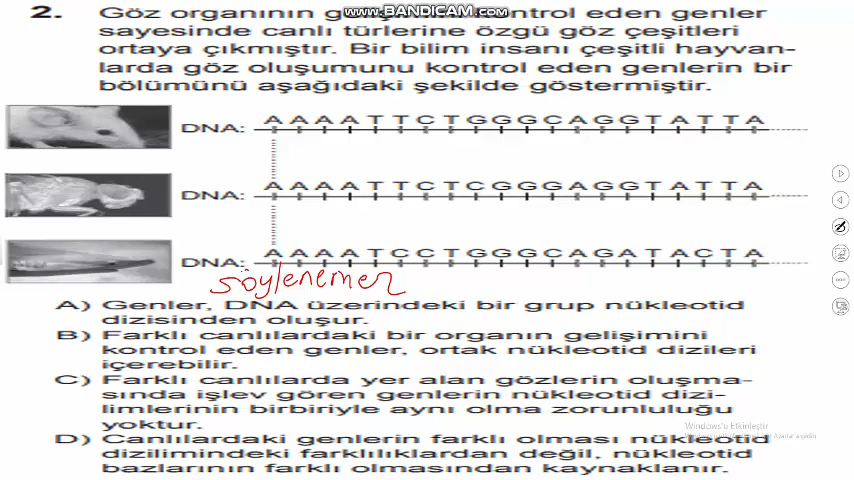 www.BANDICAM.com
2. Göz organının kontrol eden genler
sayesinde canlı türlerine özgü göz çeşitleri
ortaya çıkmıştır. Bir bilim insanı çeşitli hayvan-
larda göz oluşumunu kontrol eden genlerin bir
bölümünü aşağıdaki şekilde göstermiştir.
DNA: A A A A T T C T G G G C A G G T A T T A
DNA: A A A A T T C T C G G G A G G T A T T A
DNA: A A A A T C C T G G G C A G A T A C T A
söylenemez
A) Genler, DNA üzerindeki bir grup nükleotid
dizisinden oluşur.
B) Farklı canlılardaki bir organın gelişimini
kontrol eden genler, ortak nükleotid dizileri
içerebilir.
C) Farklı canlılarda yer alan gözlerin oluşma-
sında işlev gören genlerin nükleotid dizi-
limlerinin birbiriyle aynı olma zorunluluğu
yoktur.
D) Canlılardaki genlerin farklı olması nükleotid
dizilimindeki farklılıklardan değil, nükleotid
bazlarının farklı olmasından kaynaklanır.
Windows'u Etkinleştir